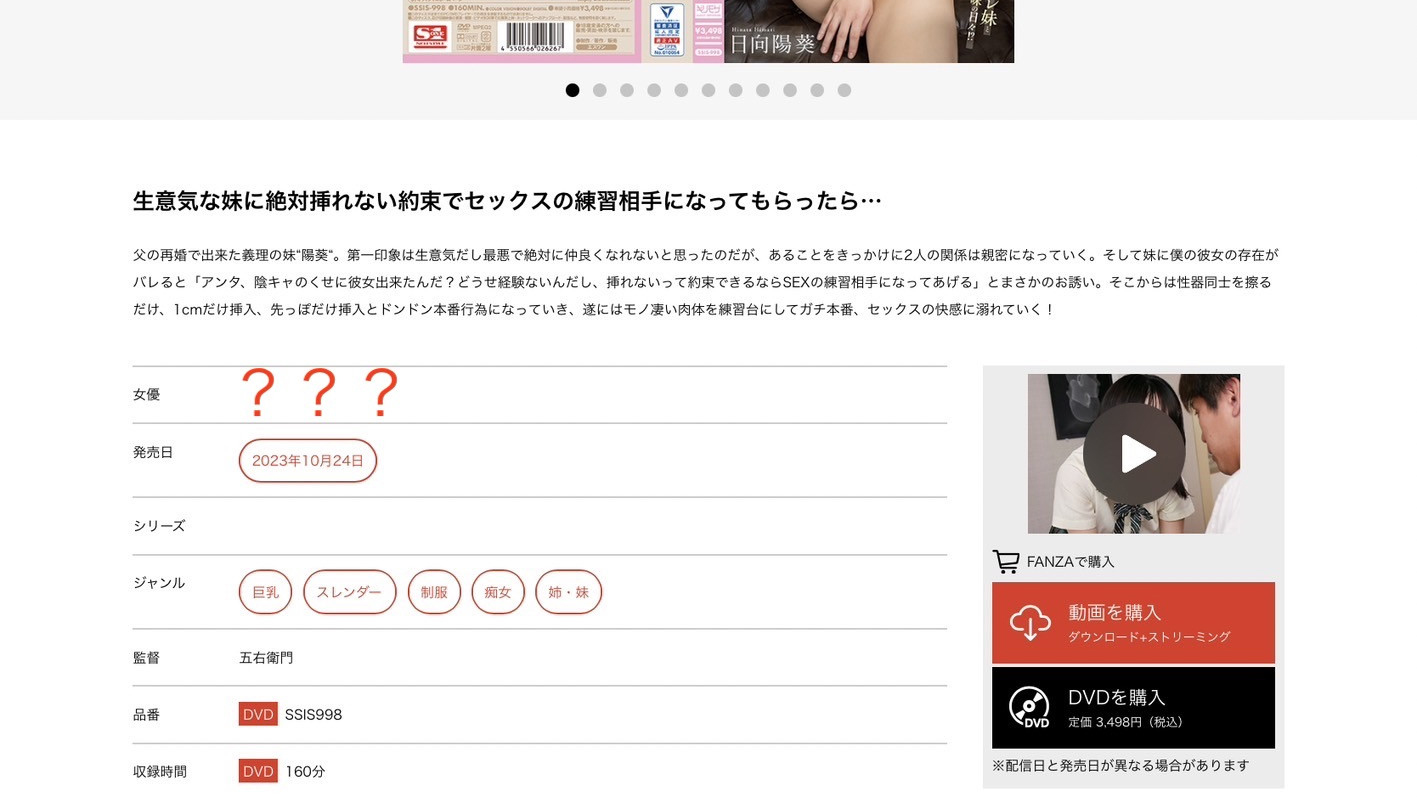 SSIS-998 160MIN.
¥3,498
4 550566 026267
日向陽葵
生意気な妹に絶対挿れない約束でセックスの練習相手になってもらったら…
父の再婚で出来た義理の妹“陽葵“。第一印象は生意気だし最悪で絶対に仲良くなれないと思ったのだが、あることをきっかけに2人の関係は親密になっていく。そして妹に僕の彼女の存在が
バレると「アンタ、陰キャのくせに彼女出来たんだ？どうせ経験ないんだし、挿れないって約束できるならSEXの練習相手になってあげる」とまさかのお誘い。そこからは性器同士を擦る
だけ、1cmだけ挿入、先っぽだけ挿入とドンドン本番行為になっていき、遂にはモノ凄い肉体を練習台にしてガチ本番、セックスの快感に溺れていく！
女優 ？？？
発売日 2023年10月24日
シリーズ
ジャンル 巨乳 スレンダー 制服 痴女 姉・妹
監督 五右衛門
品番 DVD SSIS998
収録時間 DVD 160分
FANZAで購入
動画を購入
ダウンロード+ストリーミング
DVD
DVDを購入
定価 3,498円（税込）
※配信日と発売日が異なる場合があります